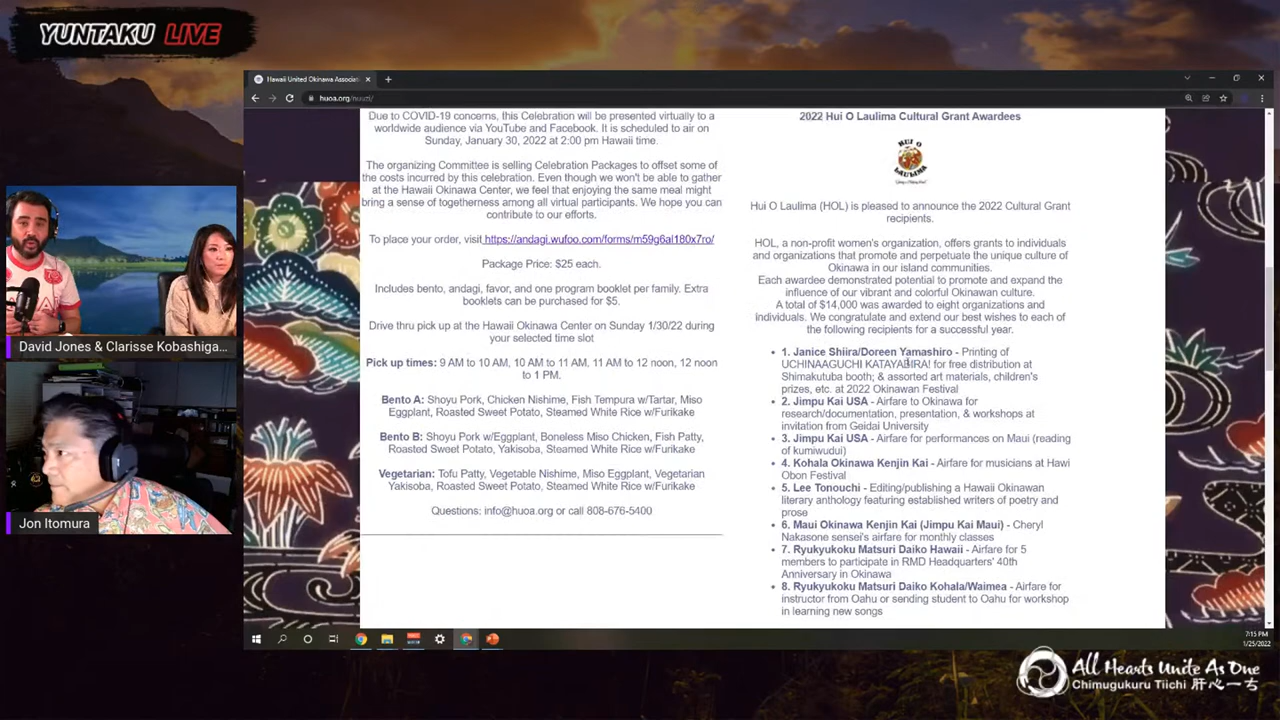 YUNTAKU LIVE
Hawaii United Okinawa Associati
huoa.org/nuuzi/
Due to COVID-19 concerns, this Celebration will be presented virtually to a
worldwide audience via YouTube and Facebook. It is scheduled to air on
Sunday, January 30, 2022 at 2:00 pm Hawaii time.
The organizing Committee is selling Celebration Packages to offset some of
the costs incurred by this celebration. Even though we won't be able to gather
at the Hawaii Okinawa Center, we feel that enjoying the same meal might
bring a sense of togetherness among all virtual participants. We hope you can
contribute to our efforts.
To place your order, visit https://andagi.wufoo.com/forms/m59g6al180x7ro/
Package Price: $25 each.
Includes bento, andagi, favor, and one program booklet per family. Extra
booklets can be purchased for $5.
Drive thru pick up at the Hawaii Okinawa Center on Sunday 1/30/22 during
your selected time slot
Pick up times: 9 AM to 10 AM, 10 AM to 11 AM, 11 AM to 12 noon, 12 noon
to 1 PM.
Bento A: Shoyu Pork, Chicken Nishime, Fish Tempura w/Tartar, Miso
Eggplant, Roasted Sweet Potato, Steamed White Rice w/Furikake
Bento B: Shoyu Pork w/Eggplant, Boneless Miso Chicken, Fish Patty,
Roasted Sweet Potato, Yakisoba, Steamed White Rice w/Furikake
Vegetarian: Tofu Patty, Vegetable Nishime, Miso Eggplant, Vegetarian
Yakisoba, Roasted Sweet Potato, Steamed White Rice w/Furikake
Questions: info@huoa.org or call 808-676-5400
2022 Hui O Laulima Cultural Grant Awardees
HUI O
LAULIMA
Hui O Laulima (HOL) is pleased to announce the 2022 Cultural Grant
recipients.
HOL, a non-profit women's organization, offers grants to individuals
and organizations that promote and perpetuate the unique culture of
Okinawa in our island communities.
Each awardee demonstrated potential to promote and expand the
influence of our vibrant and colorful Okinawan culture.
A total of $14,000 was awarded to eight organizations and
individuals. We congratulate and extend our best wishes to each of
the following recipients for a successful year.
1. Janice Shiira/Doreen Yamashiro - Printing of
UCHINAAGUCHI KATAYABIRA! for free distribution at
Shimakutuba booth; & assorted art materials, children's
prizes, etc. at 2022 Okinawan Festival
2. Jimpu Kai USA - Airfare to Okinawa for
research/documentation, presentation, & workshops at
invitation from Geidai University
3. Jimpu Kai USA - Airfare for performances on Maui (reading
of kumiwudui)
4. Kohala Okinawa Kenjin Kai - Airfare for musicians at Hawi
Obon Festival
5. Lee Tonouchi - Editing/publishing a Hawaii Okinawan
literary anthology featuring established writers of poetry and
prose
6. Maui Okinawa Kenjin Kai (Jimpu Kai Maui) - Cheryl
Nakasone sensei's airfare for monthly classes
7. Ryukyukoku Matsuri Daiko Hawaii - Airfare for 5
members to participate in RMD Headquarters' 40th
Anniversary in Okinawa
8. Ryukyukoku Matsuri Daiko Kohala/Waimea - Airfare for
instructor from Oahu or sending student to Oahu for workshop
in learning new songs
David Jones & Clarisse Kobashiga...
Jon Itomura
7:15 PM
1/25/2022
All Hearts Unite As One
Chimugukuru Tiichi 肝心一ち